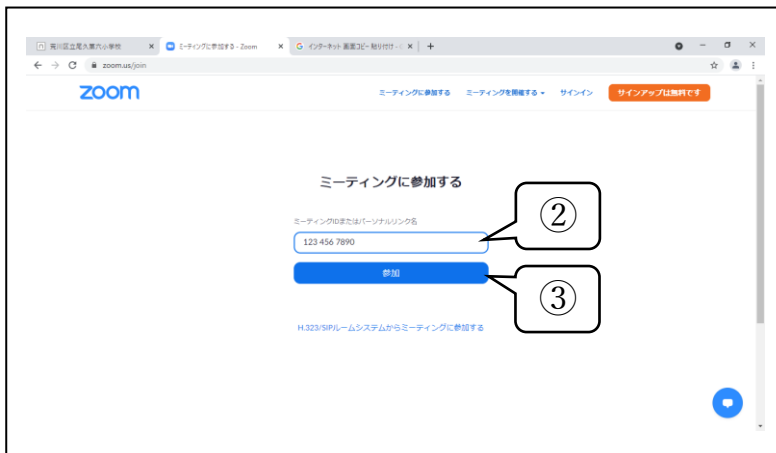 荒川区立尾久第六小学校
ミーティングに参加する - Zoom
インターネット 画面コピー 貼り付け -
zoom.us/join
zoom
ミーティングに参加する
ミーティングを開催する
サインイン
サインアップは無料です
ミーティングに参加する
ミーティングIDまたはパーソナルリンク名
②
123 456 7890
参加
③
H.323/SIPルームシステムからミーティングに参加する